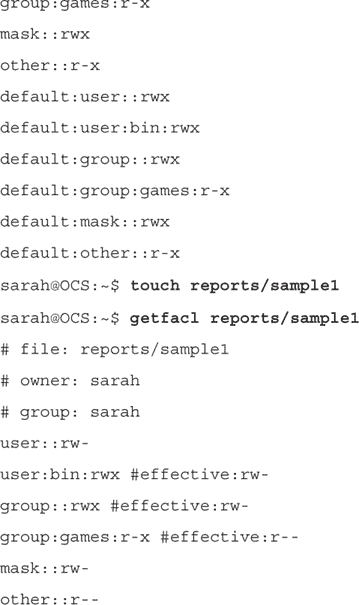 group:games:r-x
mask::rwx
other::r-x
default:user::rwx
default:user:bin:rwx
default:group::rwx
default:group:games:r-x
default:mask::rwx
default:other::r-x
sarah@OCS:~$ touch reports/sample1
sarah@OCS:~$ getfacl reports/sample1
# file: reports/sample1
# owner: sarah
# group: sarah
user::rw-
user:bin:rwx #effective:rw-
group::rwx #effective:rw-
group:games:r-x #effective:r--
mask::rw-
other::r--